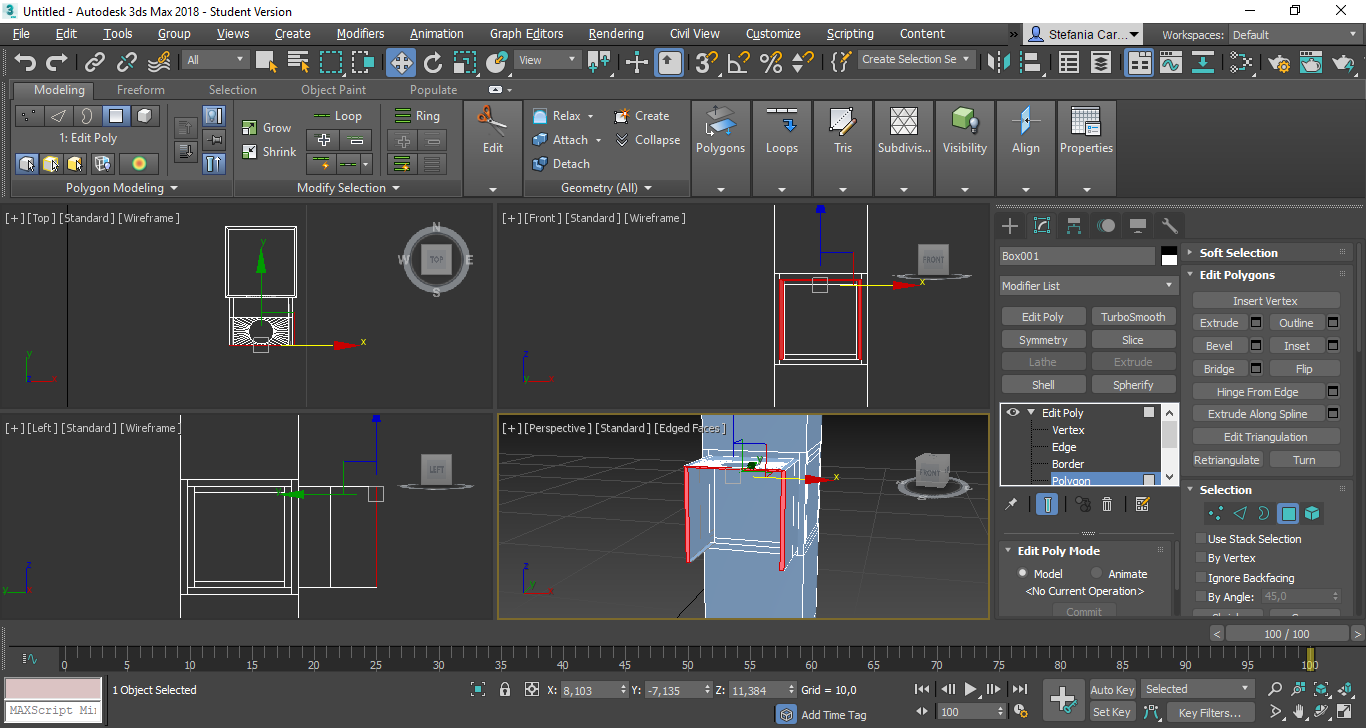 Untitled - Autodesk 3ds Max 2018 - Student Version
File Edit Tools Group Views Create Modifiers Animation Graph Editors Rendering Civil View Customize Scripting Content » Stefania Car... Workspaces: Default
All View 3 Create Selection Se
Modeling Freeform Selection Object Paint Populate
1: Edit Poly
Grow
Shrink
Loop
Ring
Edit
Relax
Create
Attach
Collapse
Detach
Polygons
Loops
Tris
Subdivis...
Visibility
Align
Properties
Polygon Modeling
Modify Selection
Geometry (All)
[+] [Top] [Standard] [Wireframe]
N
W TOP E
S
y
x
y
z x
[+] [Front] [Standard] [Wireframe]
FRONT
x
z
y x
[+] [Left] [Standard] [Wireframe]
LEFT
z
y
[+] [Perspective] [Standard] [Edged Faces]
FRONT
y
x
z
Box001
Modifier List
Edit Poly TurboSmooth
Symmetry Slice
Lathe Extrude
Shell Spherify
Edit Poly
Vertex
Edge
Border
Polygon
Edit Poly Mode
Model Animate
<No Current Operation>
Commit
Soft Selection
Edit Polygons
Insert Vertex
Extrude Outline
Bevel Inset
Bridge Flip
Hinge From Edge
Extrude Along Spline
Edit Triangulation
Retriangulate Turn
Selection
Use Stack Selection
By Vertex
Ignore Backfacing
By Angle: 45,0
< 100 / 100 >
0 5 10 15 20 25 30 35 40 45 50 55 60 65 70 75 80 85 90 95 100
1 Object Selected
X: 8,103 Y: -7,135 Z: 11,384 Grid = 10,0
Auto Key Selected
MAXScript Mi
Add Time Tag
100
Set Key Key Filters...